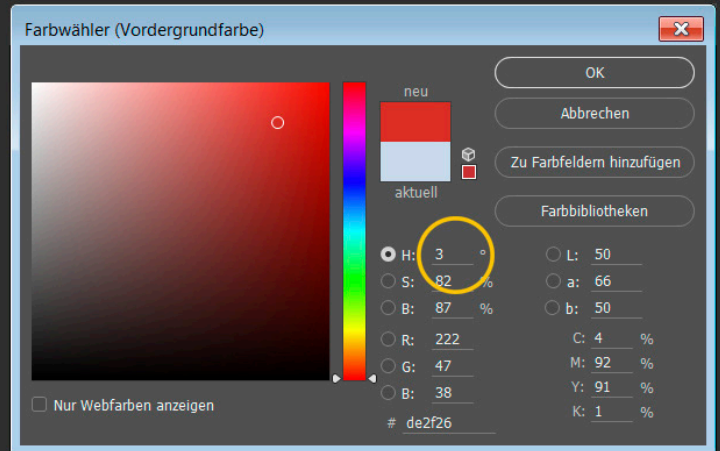 Farbwähler (Vordergrundfarbe)
neu
aktuell
OK
Abbrechen
Zu Farbfeldern hinzufügen
Farbbibliotheken
H: 3 °
S: 82 %
B: 87 %
R: 222
G: 47
B: 38
# de2f26
L: 50
a: 66
b: 50
C: 4 %
M: 92 %
Y: 91 %
K: 1 %
Nur Webfarben anzeigen